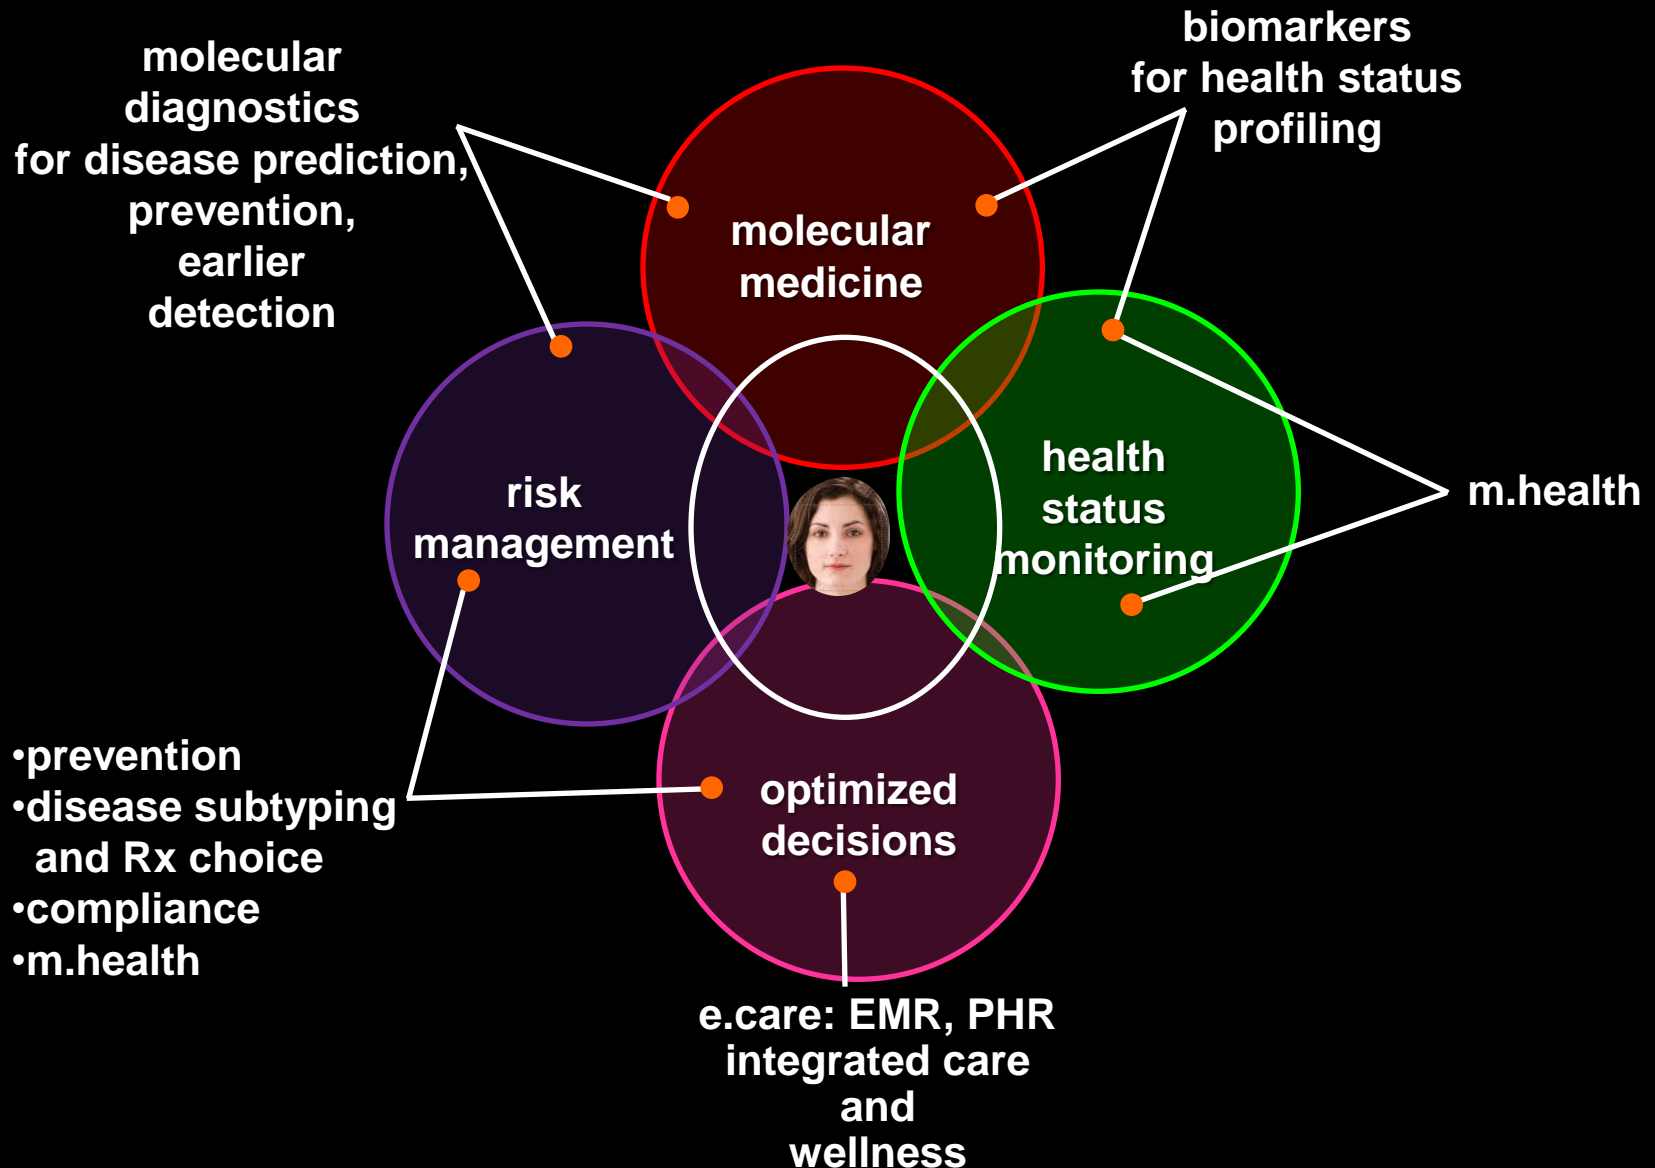 molecular
diagnostics
for disease prediction,
prevention,
earlier
detection
biomarkers
for health status
profiling
molecular
medicine
risk
management
health
status
monitoring
m.health
optimized
decisions
•prevention
•disease subtyping
and Rx choice
•compliance
•m.health
e.care: EMR, PHR
integrated care
and
wellness